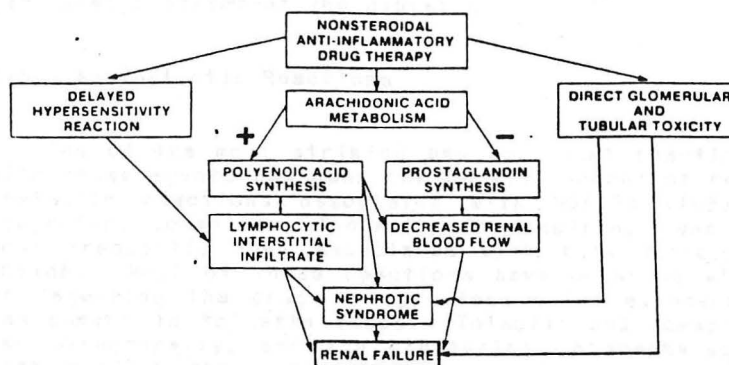 NONSTEROIDAL
ANTI-INFLAMMATORY
DRUG THERAPY
DELAYED
HYPERSENSITIVITY
REACTION
ARACHIDONIC ACID
METABOLISM
DIRECT GLOMERULAR
AND
TUBULAR TOXICITY
+
−
POLYENOIC ACID
SYNTHESIS
PROSTAGLANDIN
SYNTHESIS
LYMPHOCYTIC
INTERSTITIAL
INFILTRATE
DECREASED RENAL
BLOOD FLOW
NEPHROTIC
SYNDROME
RENAL FAILURE